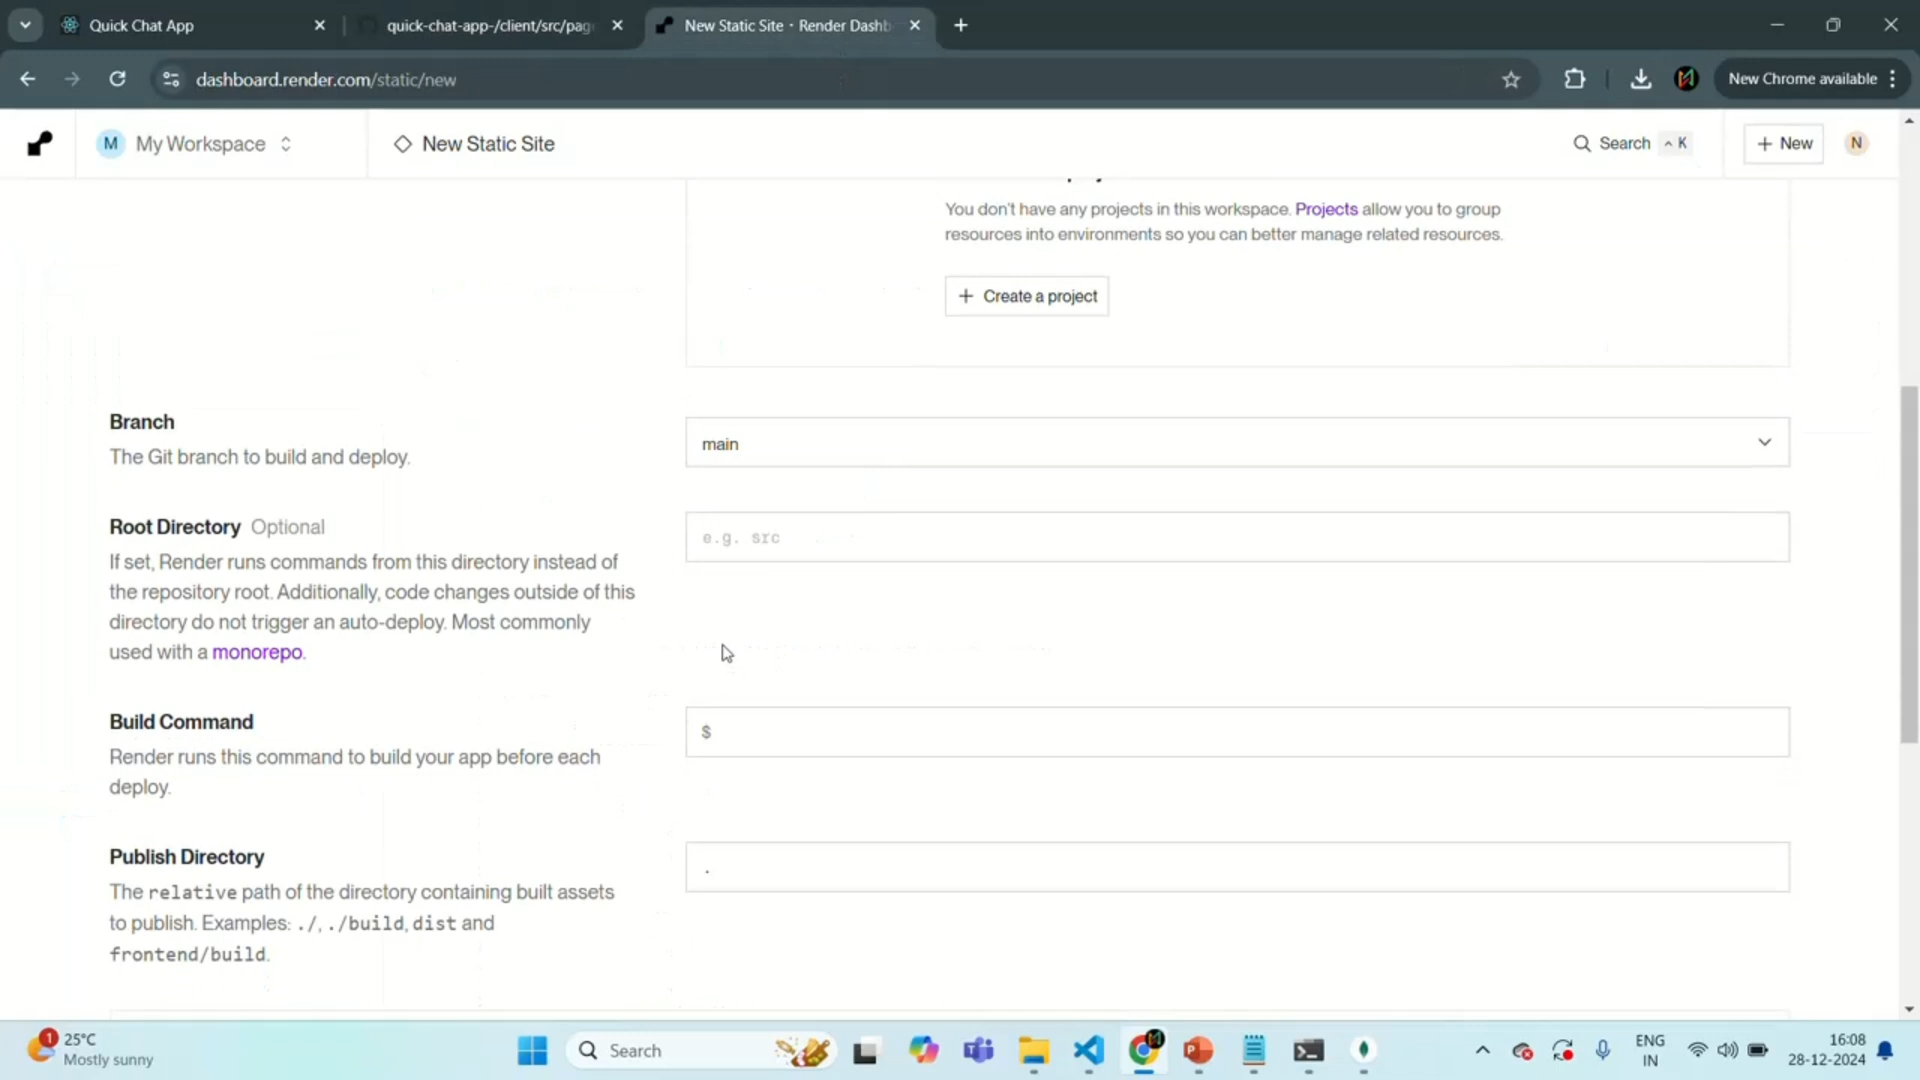 Quick Chat App
quick-chat-app-/client/src/pag
New Static Site · Render Dashb
dashboard.render.com/static/new
New Chrome available
M My Workspace
New Static Site
Search ^ K
+ New
N
You don't have any projects in this workspace. Projects allow you to group
resources into environments so you can better manage related resources.
+ Create a project
Branch
The Git branch to build and deploy.
main
Root Directory Optional
If set, Render runs commands from this directory instead of
the repository root. Additionally, code changes outside of this
directory do not trigger an auto-deploy. Most commonly
used with a monorepo.
e.g. src
Build Command
Render runs this command to build your app before each
deploy.
$
Publish Directory
The relative path of the directory containing built assets
to publish. Examples: ./, ./build, dist and
frontend/build.
.
1
25°C
Mostly sunny
Search
ENG
IN
16:08
28-12-2024